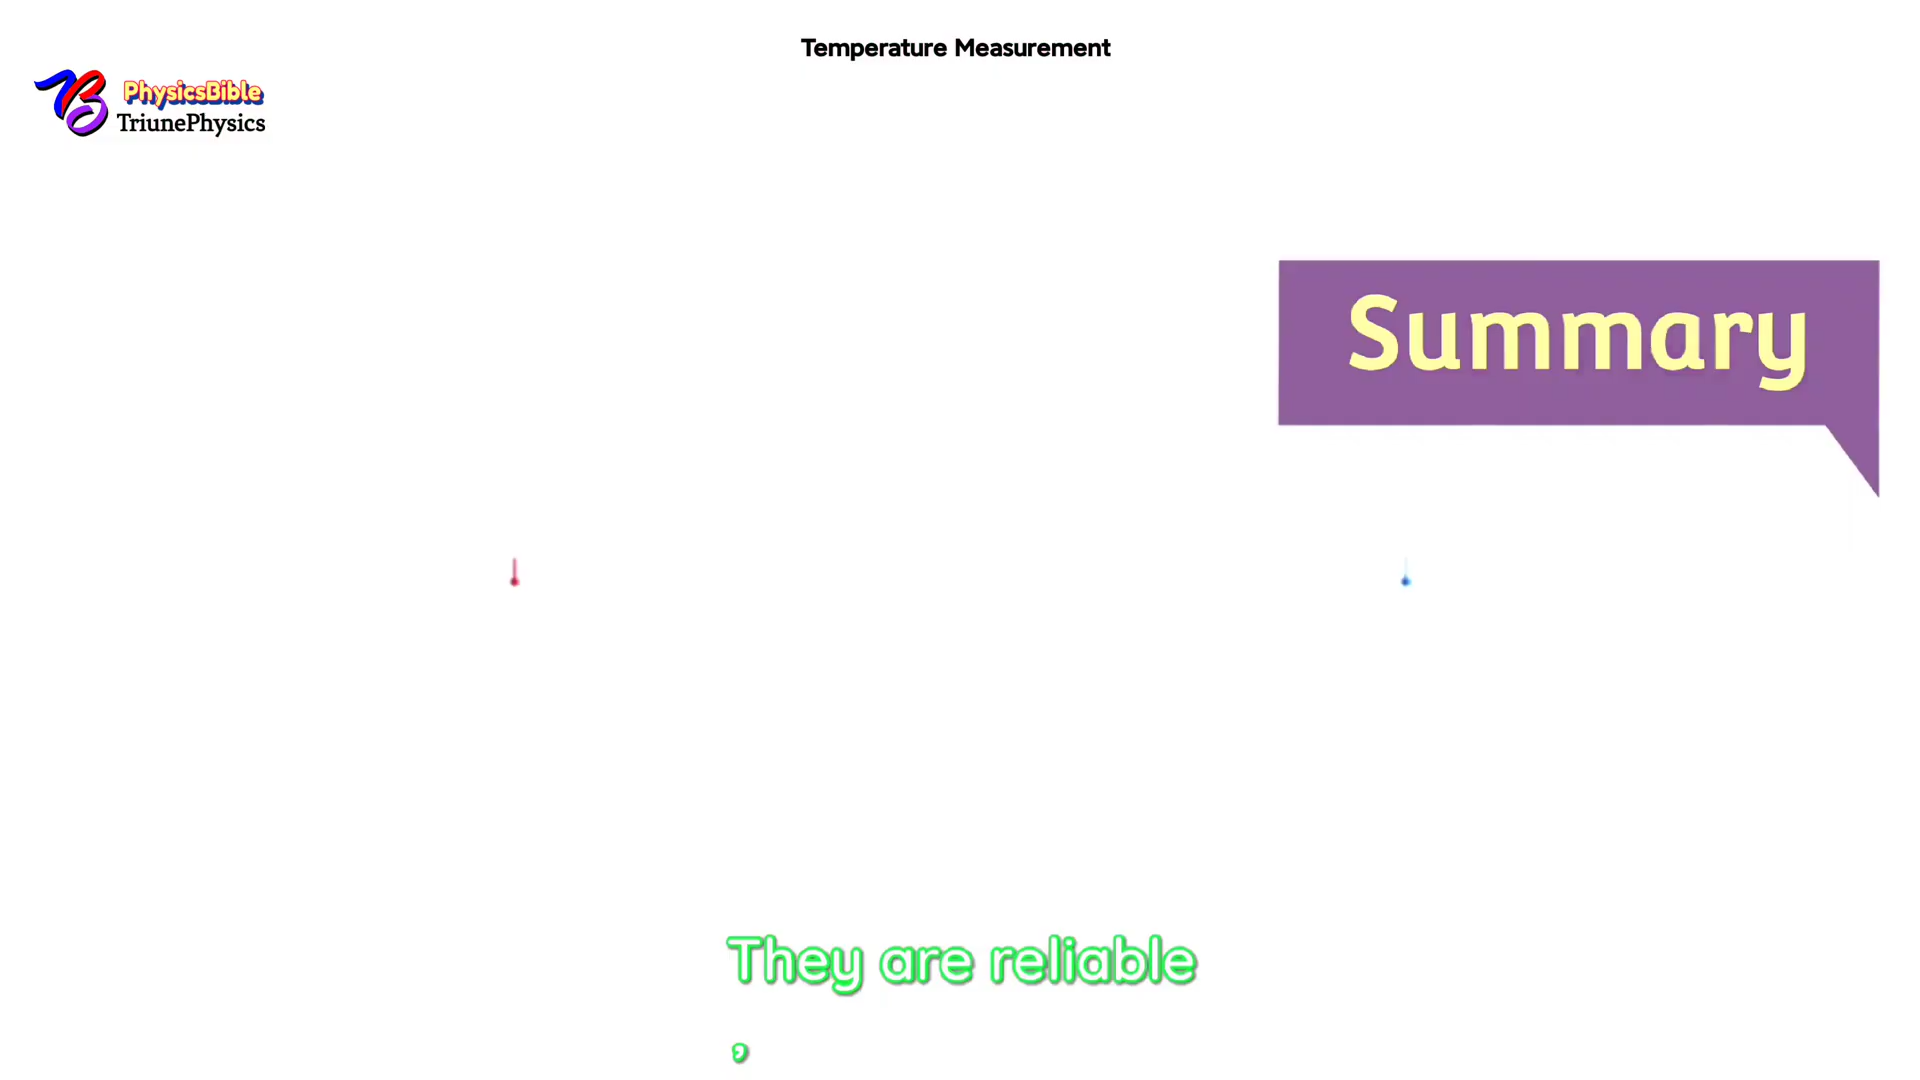 Temperature Measurement
PhysicsBible
TriunePhysics
Summary
They are reliable
,